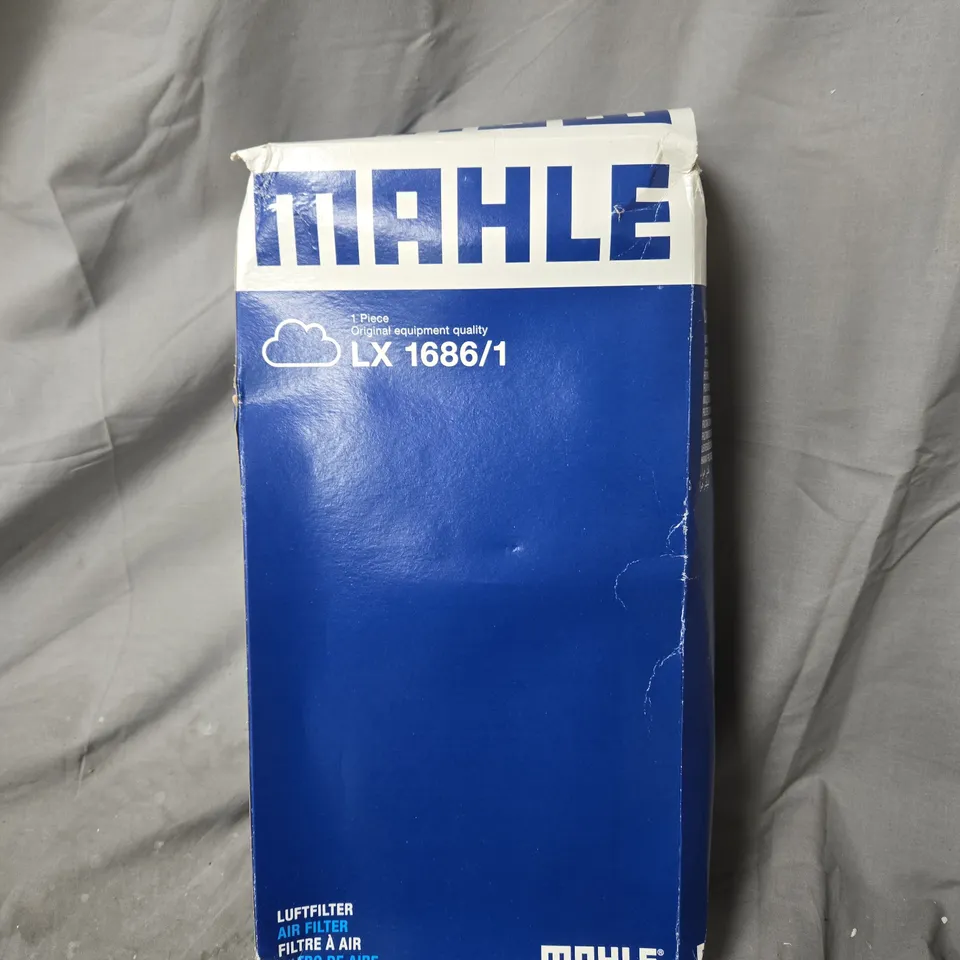 MAHLE
1 Piece
Original equipment quality
LX 1686/1
LUFTFILTER
AIR FILTER
FILTRE À AIR
MAHLE®